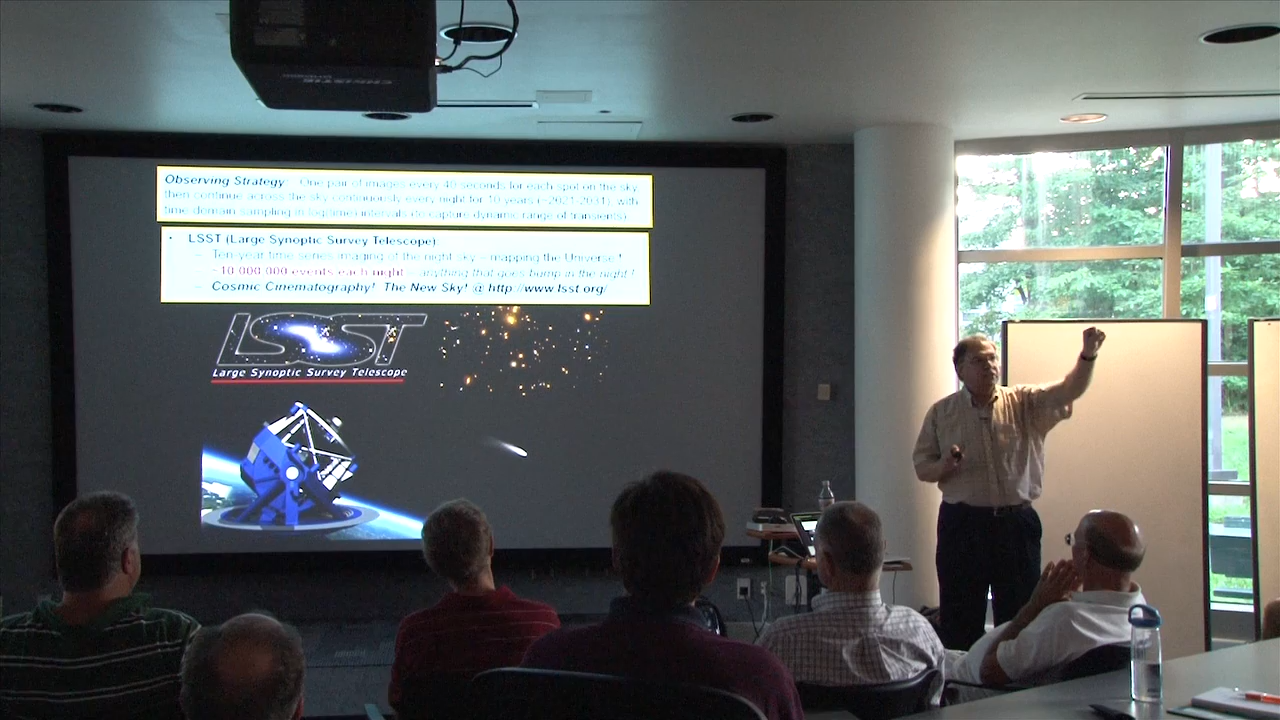 CHRISTIE
Observing Strategy – One pair of images every 40 seconds for each spot on the sky,
then continue across the sky continuously every night for 10 years (~2021-2031), with
time domain sampling in log(time) intervals (to capture dynamic range of transients).
• LSST (Large Synoptic Survey Telescope)
– Ten-year time series imaging of the night sky – mapping the Universe !
– ~10,000,000 events each night – anything that goes bump in the night !
– Cosmic Cinematography! The New Sky! @ http://www.lsst.org/
LSST
Large Synoptic Survey Telescope